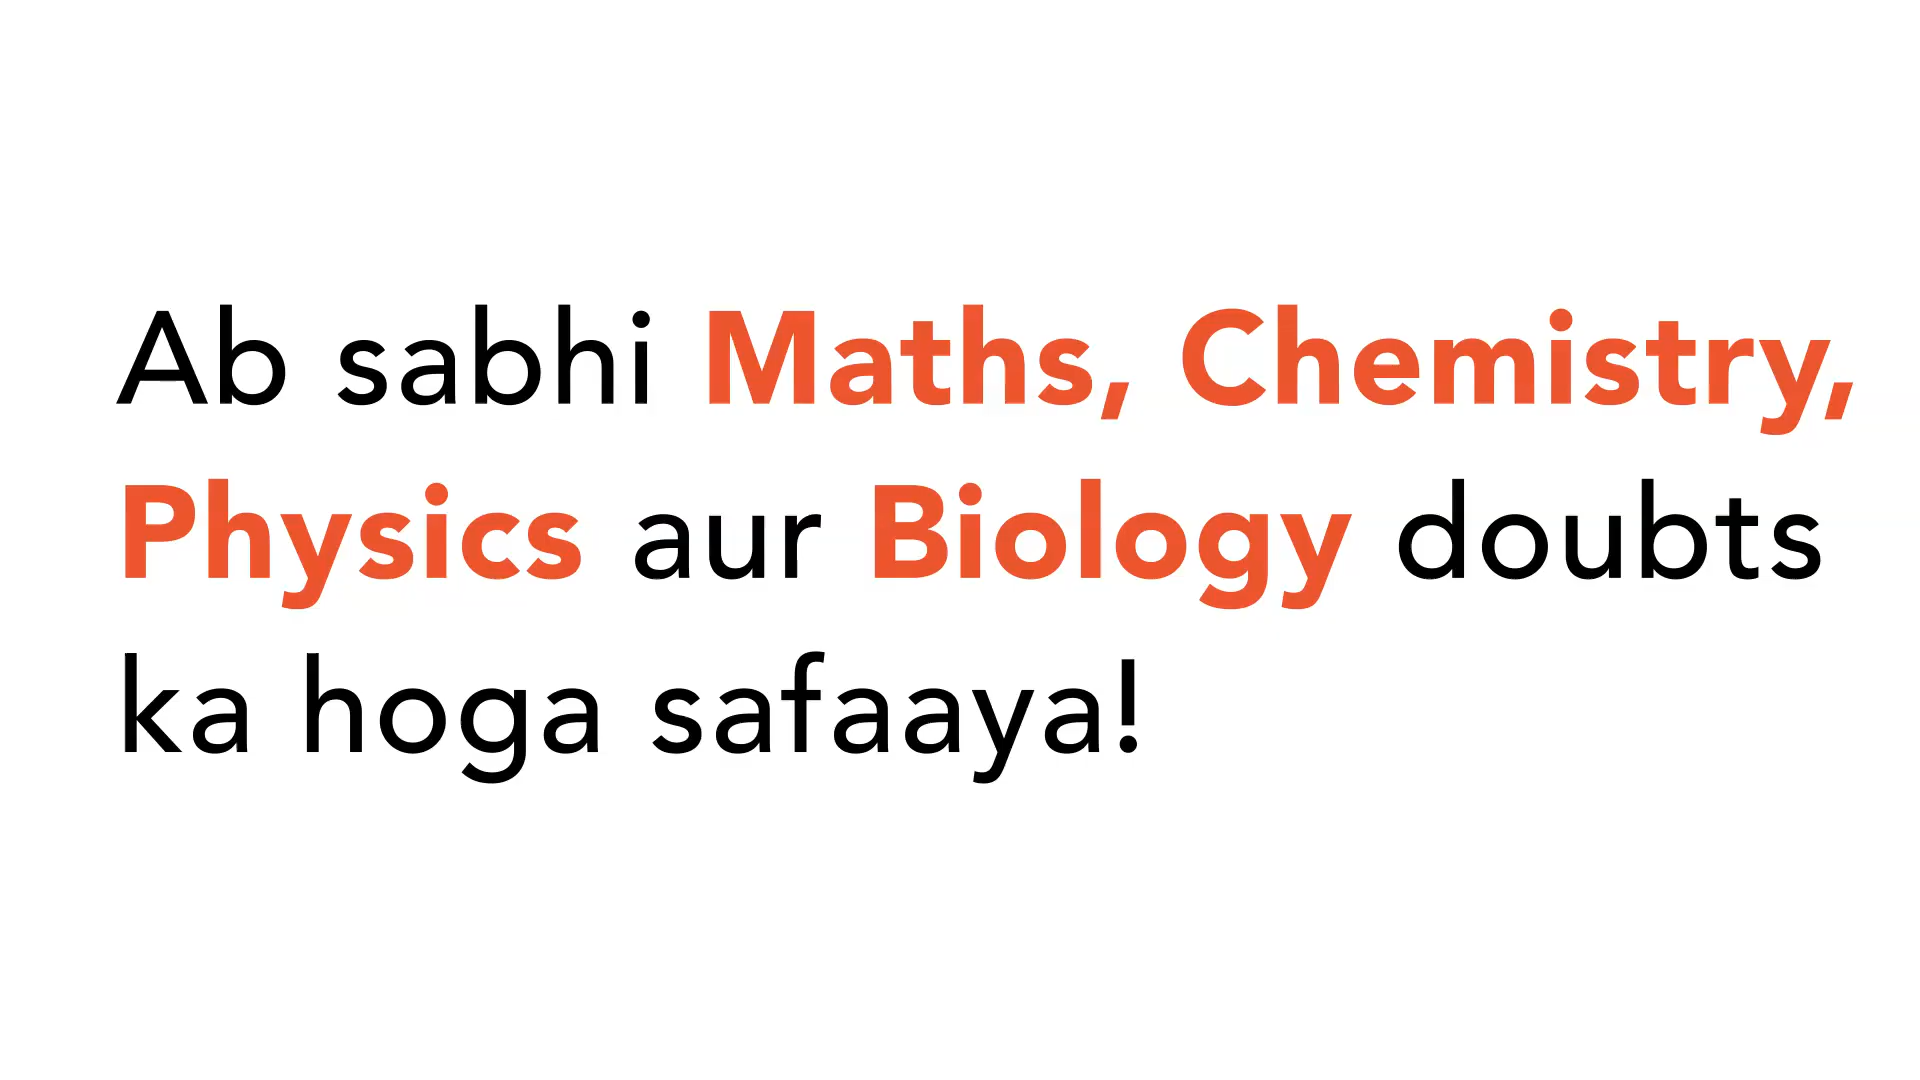 Ab sabhi Maths, Chemistry,
Physics aur Biology doubts
ka hoga safaaya!